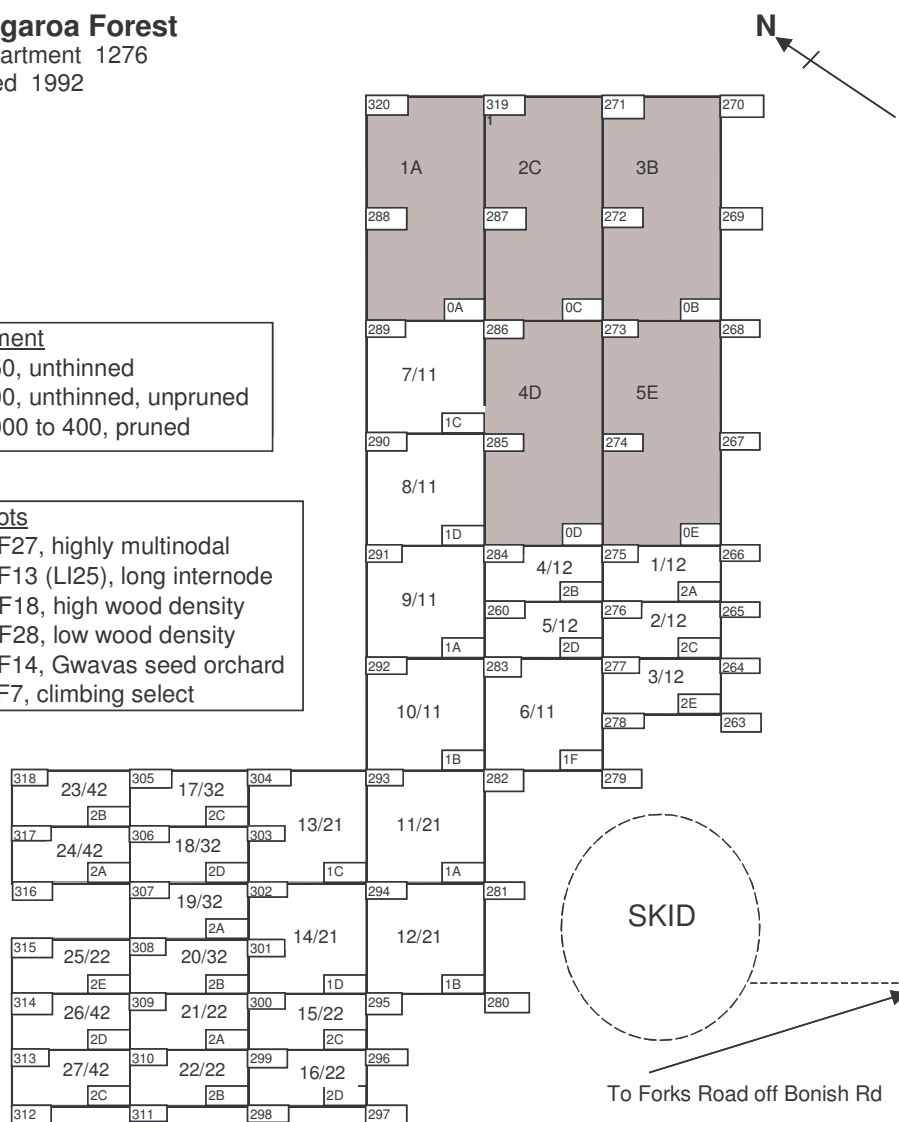 garoa Forest
artment 1276
ed 1992
N
320 319 271 270
1
1A 2C 3B
288 287 272 269
0A 0C 0B
289 286 273 268
7/11 4D 5E
1C
290 285 274 267
8/11
1D 0D 0E
291 284 275 266
4/12 1/12
2B 2A
9/11 260 276 265
5/12 2/12
1A 2D 2C
292 283 277 264
3/12
10/11 6/11 2E
278 263
1B 1F
ment
0, unthinned
00, unthinned, unpruned
000 to 400, pruned
ots
F27, highly multinodal
F13 (LI25), long internode
F18, high wood density
F28, low wood density
F14, Gwavas seed orchard
F7, climbing select
318 305 304 293 282 279
23/42 17/32
2B 2C
13/21 11/21
317 306 303
24/42 18/32
2A 2D 1C 1A
316 307 302 294 281
19/32
2A
14/21 12/21
315 308 301
25/22 20/32
2E 2B 1D 1B
314 309 300 295 280
26/42 21/22 15/22
2D 2A 2C
313 310 299 296
27/42 22/22 16/22
2C 2B 2D
312 311 298 297
SKID
To Forks Road off Bonish Rd